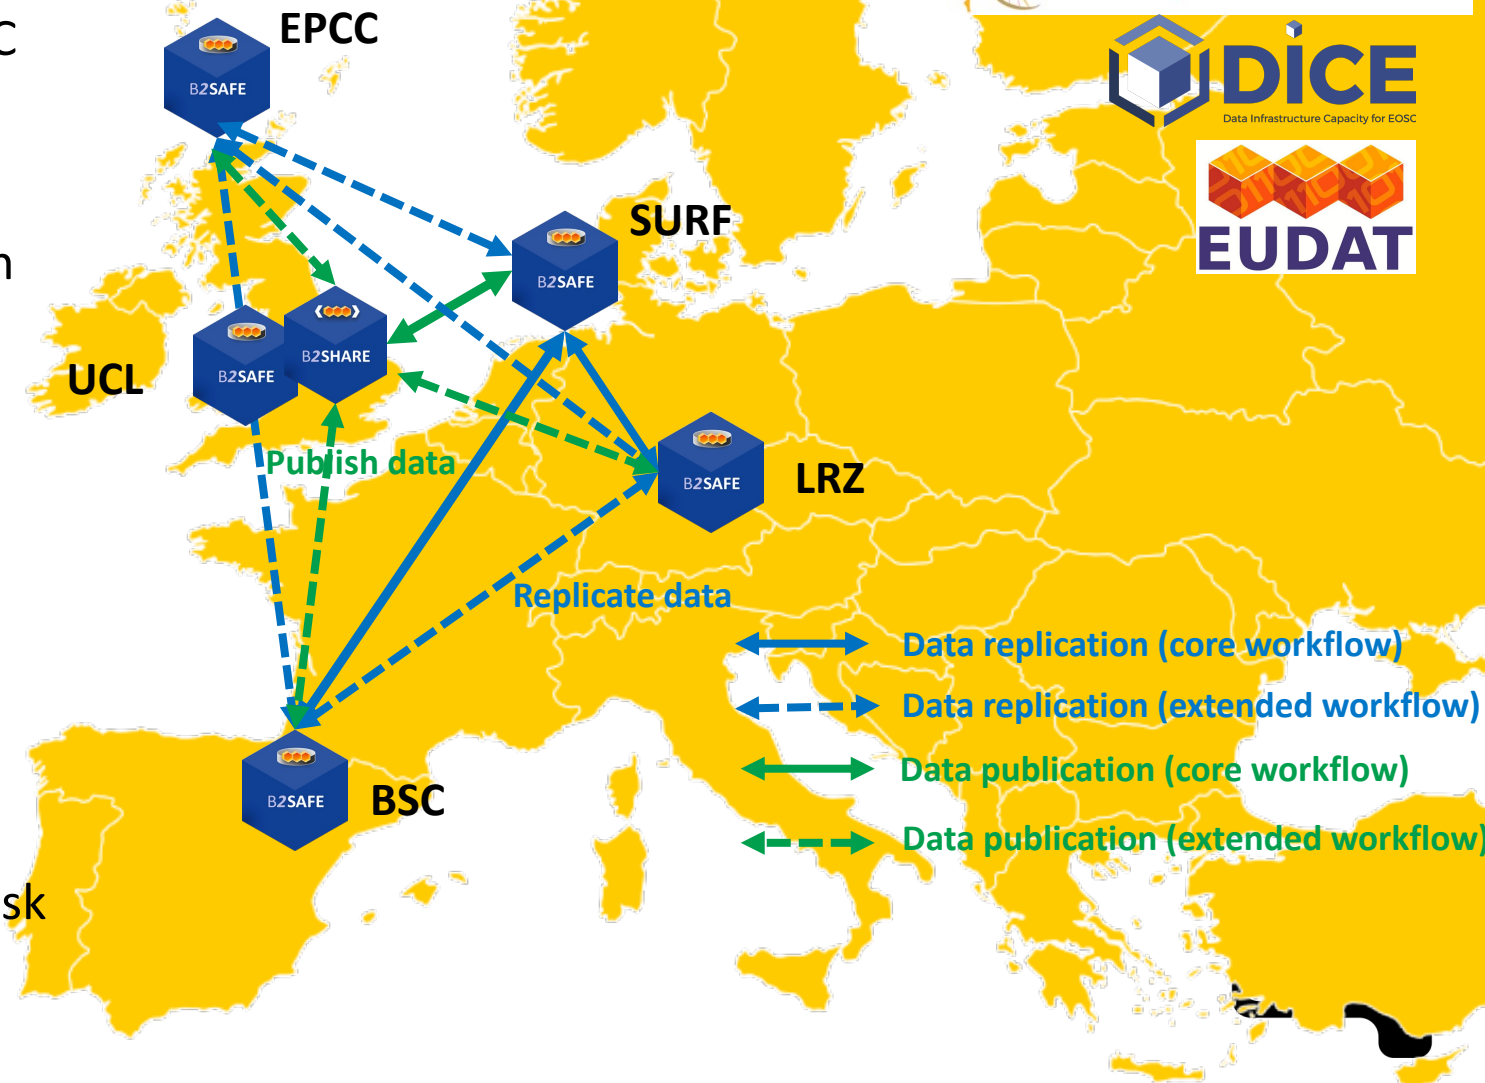 C
EPCC
B2SAFE
DICE
Data Infrastructure Capacity for EOSC
EUDAT
SURF
B2SAFE
n
B2SHARE
B2SAFE
UCL
Publish data
LRZ
B2SAFE
Replicate data
Data replication (core workflow)
Data replication (extended workflow)
Data publication (core workflow)
Data publication (extended workflow)
B2SAFE
BSC
sk